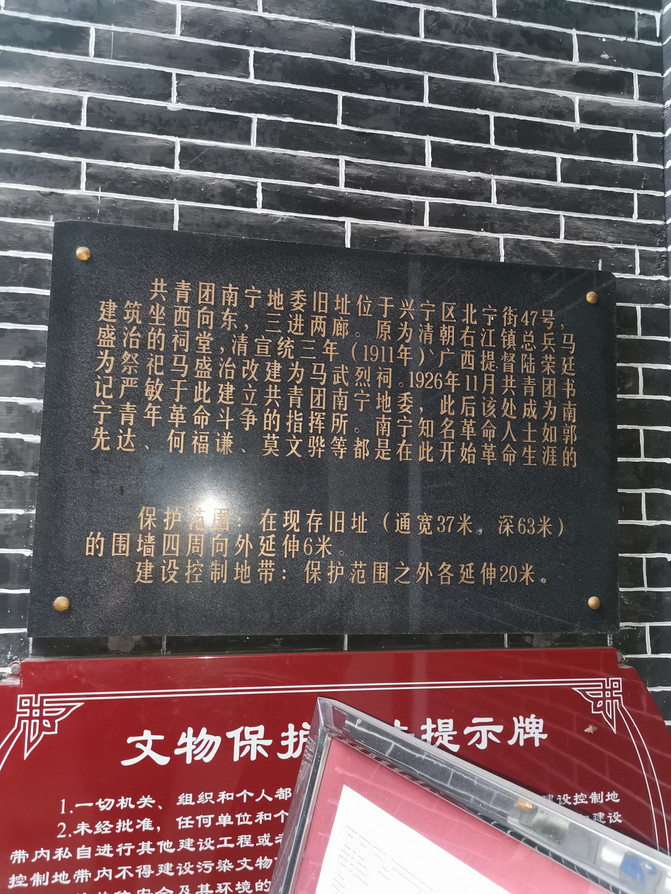 共青团南宁地委旧址位于兴宁区北宁街47号，
建筑坐西向东，三进两廊。原为清朝右江镇总兵马
盛治的祠堂，清宣统三年（1911年）、广西提督陆荣廷
为祭祀马盛治改建为马武烈祠。1926年11月共青团书
记严敏于此建立共青团南宁地委，此后该处成为南
宁青年革命斗争的指挥所。南宁知名革命人士如郭
先达、何福谦、莫文骅等都是在此开始革命生涯的
保护范围：在现存旧址（通宽37米，深63米）
的围墙四周向外延伸6米。
建设控制地带：保护范围之外各延伸20米。
文物保护 提示牌
1.一切机关、组织和个人都 建设控制地
2.未经批准，任何单位和个 建设
带内私自进行其他建设工程或
控制地带内不得建设污染文物
及其环境的